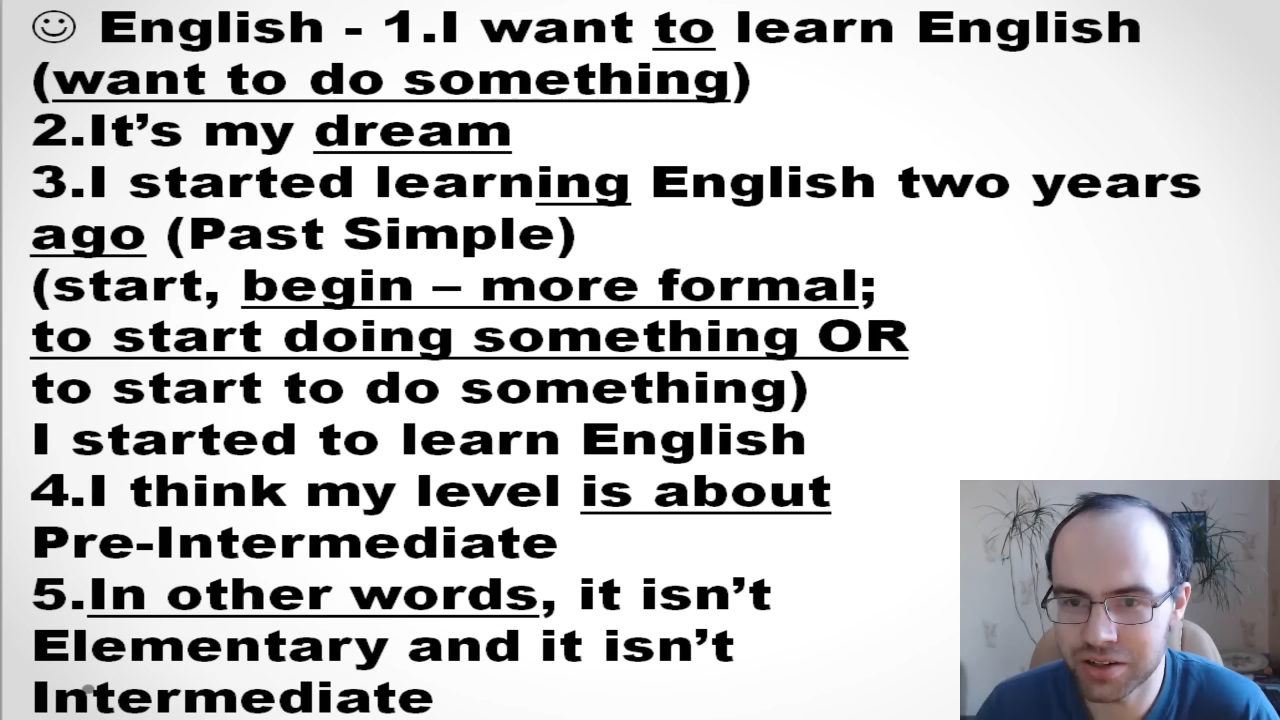 ☺ English - 1.I want to learn English
(want to do something)
2.It’s my dream
3.I started learning English two years
ago (Past Simple)
(start, begin – more formal;
to start doing something OR
to start to do something)
I started to learn English
4.I think my level is about
Pre-Intermediate
5.In other words, it isn’t
Elementary and it isn’t
Intermediate